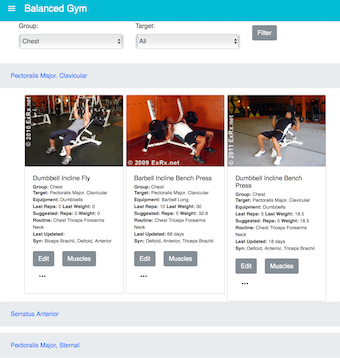 Balanced Gym
Group:
Target:
Chest
All
Filter
Pectoralis Major. Clavicular
© 2010 ExRx.net
© ExRx.net
© 2011 ExRx.net
Dumbbell Incline Fly
Group: Chest
Target: Pectoralis Major. Clavicular
Equipment: Dumbbells
Last Reps: 0 Last Weight: 0
Suggested: Reps: 0 Weight: 0
Routine: Chest Triceps Forearms
Neck
Last Updated:
Syn: Biceps Brachii, Deltoid, Anterior
Edit
Muscles
...
Barbell Incline Bench Press
Group: Chest
Target: Pectoralis Major. Clavicular
Equipment: Barbell Long
Last Reps: 10 Last Weight: 30
Suggested: Reps: 5 Weight: 32.8
Routine: Chest Triceps Forearms
Neck
Last Updated: 66 days
Syn: Deltoid, Anterior, Triceps Brachii
Edit
Muscles
...
Dumbbell Incline Bench
Press
Group: Chest
Target: Pectoralis Major. Clavicular
Equipment: Dumbbells
Last Reps: 5 Last Weight: 18.5
Suggested: Reps: 5 Weight: 18.5
Routine: Chest Triceps Forearms
Neck
Last Updated: 18 days
Syn: Deltoid, Anterior, Triceps Brachii
Edit
Muscles
...
Serratus Anterior
Pectoralis Major, Sternal